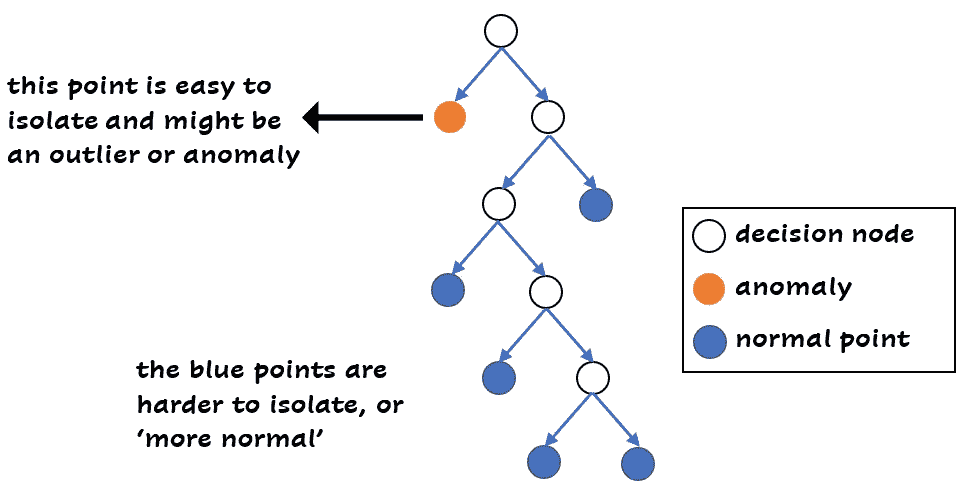 this point is easy to
isolate and might be
an outlier or anomaly
decision node
anomaly
normal point
the blue points are
harder to isolate, or
‘more normal’